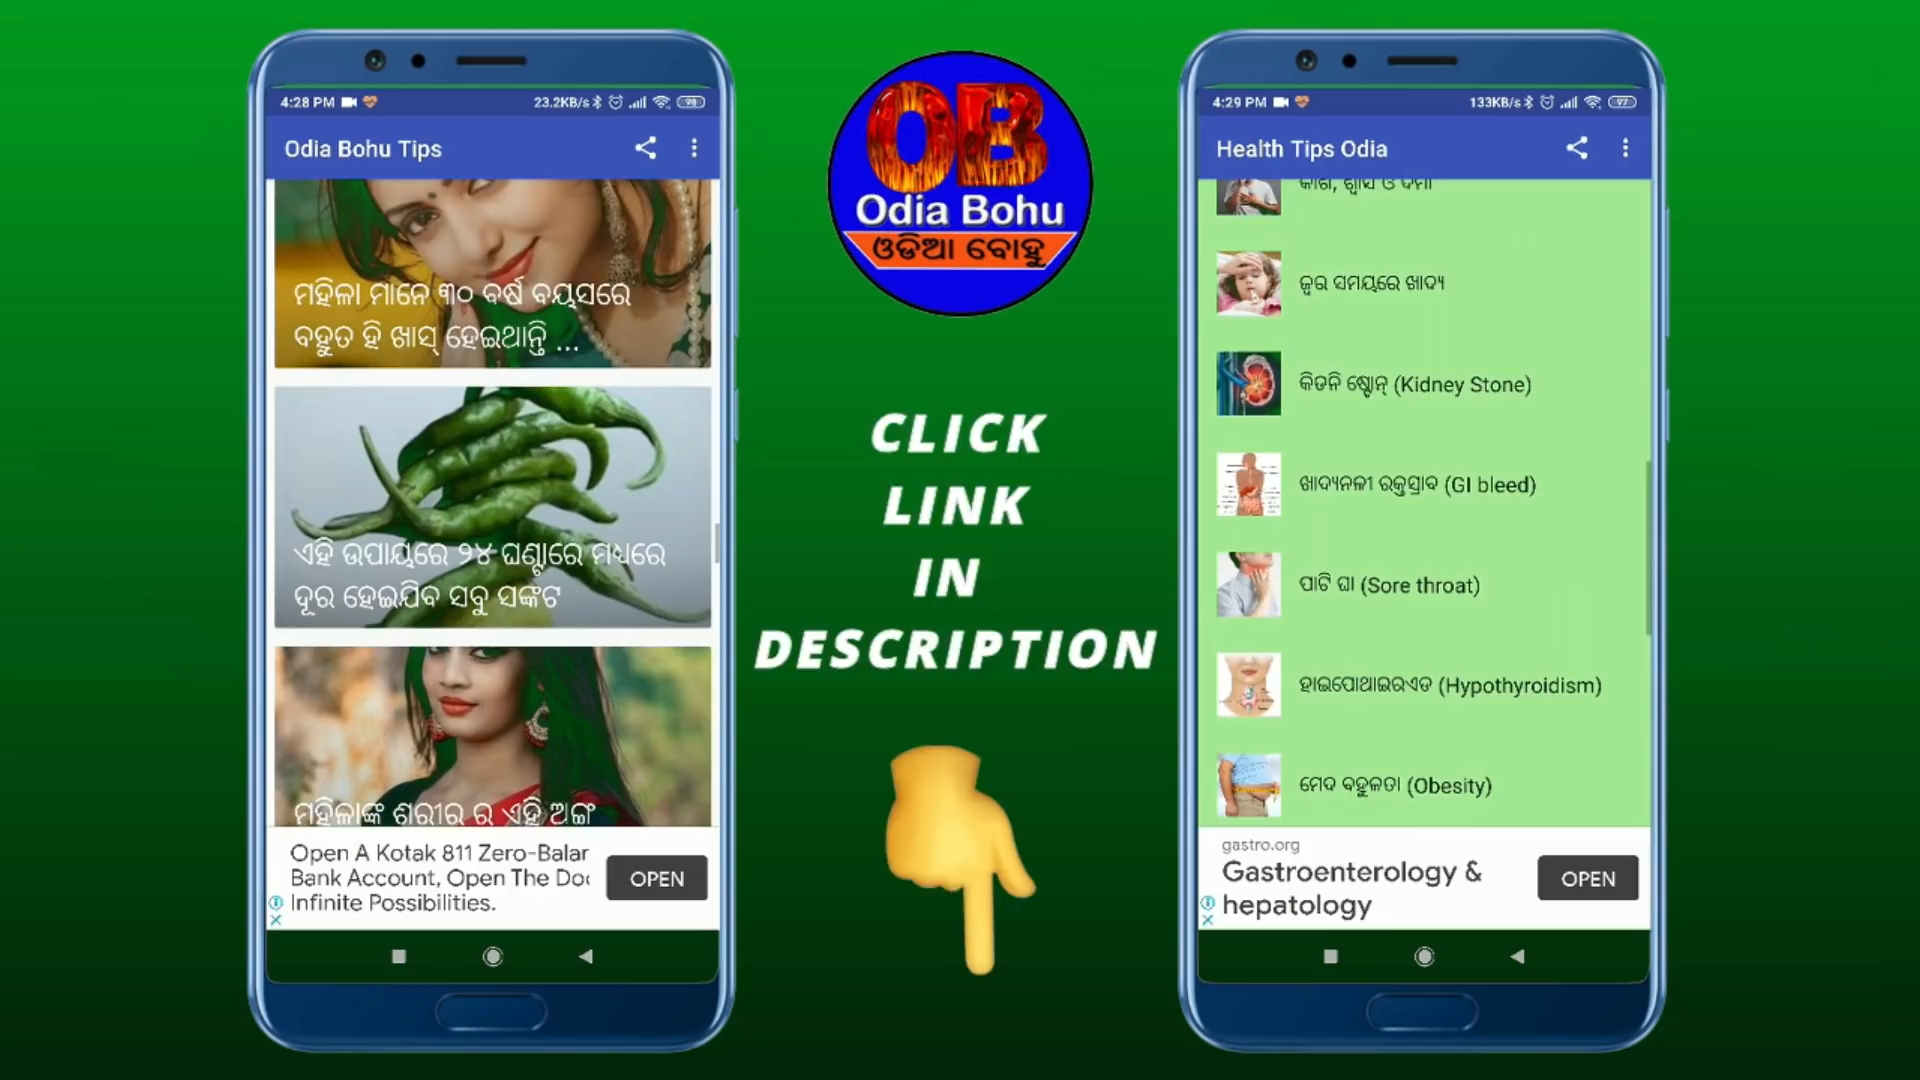 4:28 PM
23.2KB/s
98
Odia Bohu Tips
ମହିଳା ମାନେ ୩୦ ବର୍ଷ ବୟସରେ
ବହୁତ ହିଁ ଖାସ୍ ହେଇଥାନ୍ତି ...
ଏହି ଉପାୟରେ ୨୪ ଘଣ୍ଟାରେ ମଧ୍ୟରେ
ଦୂର ହେଇଯିବ ସବୁ ସଙ୍କଟ
ମହିଳାଙ୍କ ଶରୀର ର ଏହି ଅଙ୍ଗ
Open A Kotak 811 Zero-Balar
Bank Account, Open The Doc
Infinite Possibilities.
OPEN
OB
Odia Bohu
ଓଡିଆ ବୋହୁ
CLICK
LINK
IN
DESCRIPTION
4:29 PM
133KB/s
97
Health Tips Odia
କାଶ, ଶ୍ୱାସ ଓ ଦମା
ଜ୍ୱର ସମୟରେ ଖାଦ୍ୟ
କିଡନି ଷ୍ଟୋନ୍ (Kidney Stone)
ଖାଦ୍ୟନଳୀ ରକ୍ତସ୍ରାବ (GI bleed)
ପାଟି ଘା (Sore throat)
ହାଇପୋଥାଇରଏଡ (Hypothyroidism)
ମେଦ ବହୁଳତା (Obesity)
gastro.org
Gastroenterology &
hepatology
OPEN